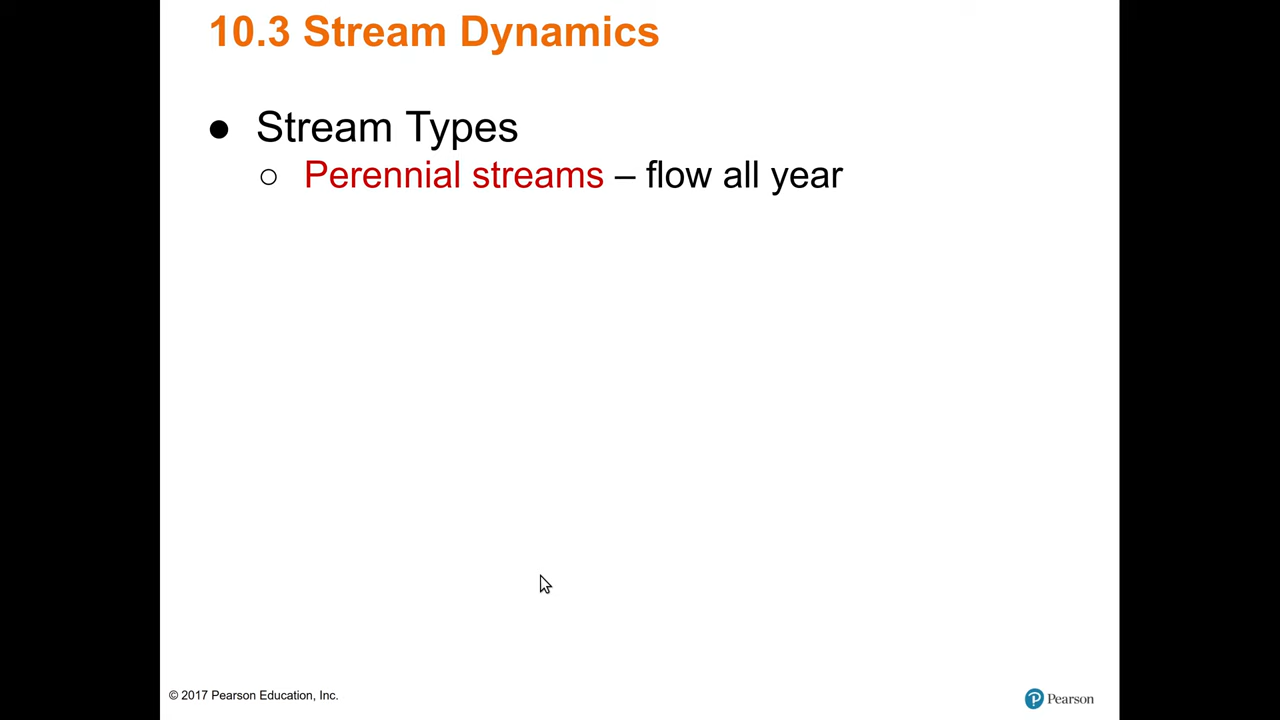 10.3 Stream Dynamics
● Stream Types
○ Perennial streams – flow all year
© 2017 Pearson Education, Inc.
Pearson